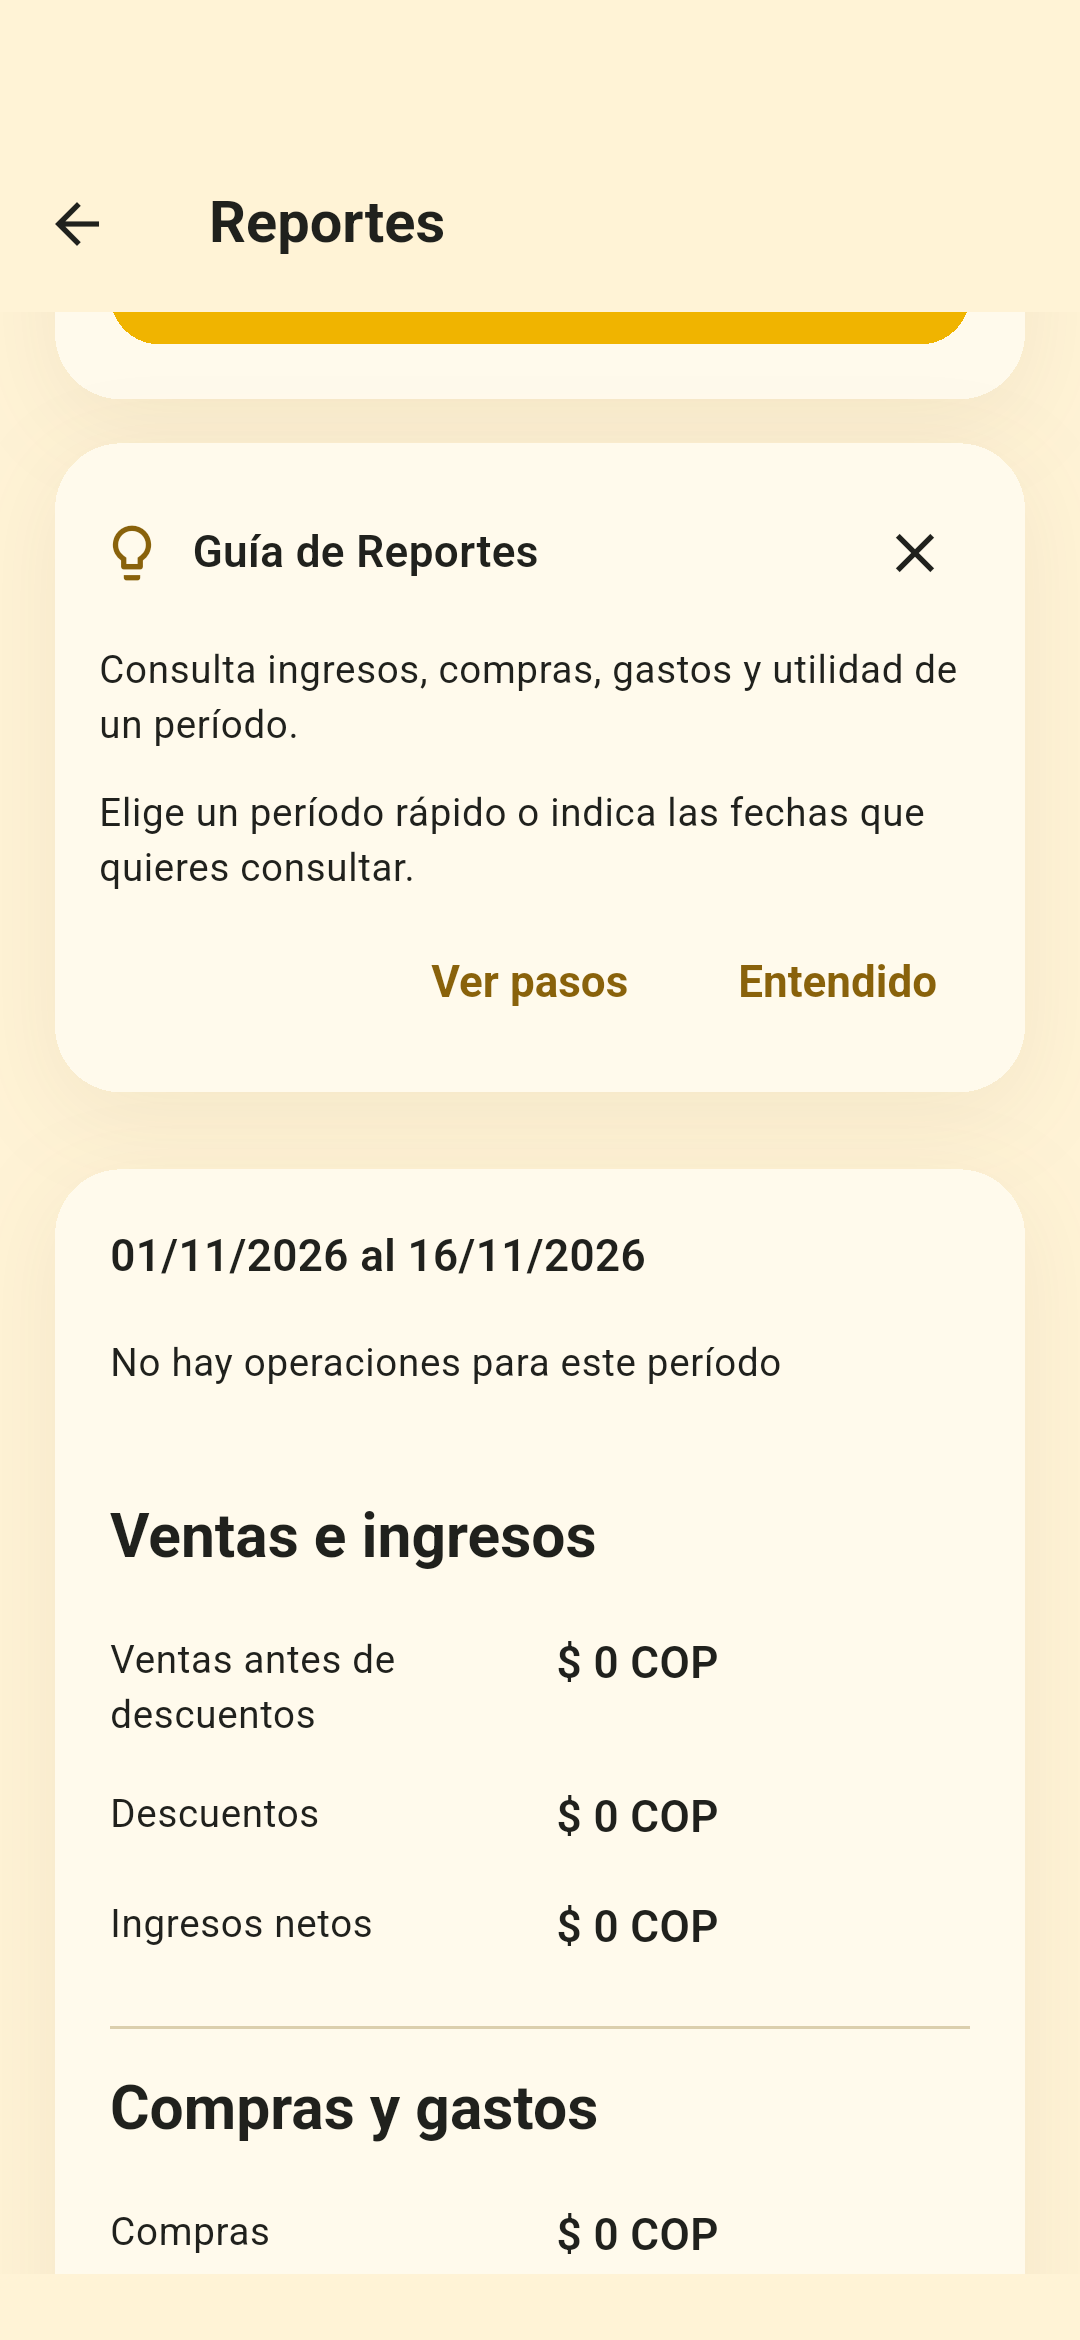 Reportes
Guía de Reportes
Consulta ingresos, compras, gastos y utilidad de
un período.
Elige un período rápido o indica las fechas que
quieres consultar.
Ver pasos
Entendido
01/11/2026 al 16/11/2026
No hay operaciones para este período
Ventas e ingresos
Ventas antes de
descuentos
$ 0 COP
Descuentos
$ 0 COP
Ingresos netos
$ 0 COP
Compras y gastos
Compras
$ 0 COP